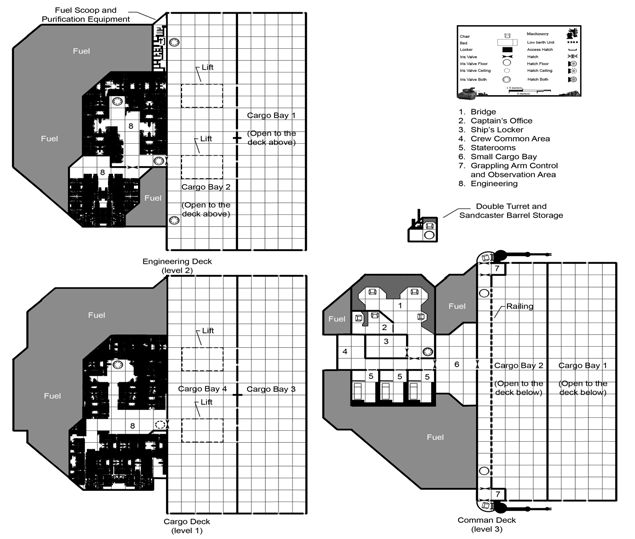 Fuel Scoop and
Purification Equipment
Fuel
Fuel
Lift
Lift
Cargo Bay 1
(Open to the
deck above)
Cargo Bay 2
(Open to the
deck above)
8
8
Fuel
Engineering Deck
(level 2)
Chair
Bed
Locker
Iris Valve
Iris Valve Floor
Iris Valve Ceiling
Iris Valve Both
Machinery
Low berth Unit
Access Hatch
Hatch
Hatch Floor
Hatch Ceiling
Hatch Both
1. Bridge
2. Captain's Office
3. Ship's Locker
4. Crew Common Area
5. Staterooms
6. Small Cargo Bay
7. Grappling Arm Control
and Observation Area
8. Engineering
Double Turret and
Sandcaster Barrel Storage
Fuel
Fuel
Lift
Cargo Bay 4
Cargo Bay 3
Lift
8
Cargo Deck
(level 1)
7
Fuel
Fuel
1
2
3
4
5
5
5
6
Railing
Cargo Bay 2
(Open to the
deck below)
Cargo Bay 1
(Open to the
deck below)
Fuel
7
Comman Deck
(level 3)